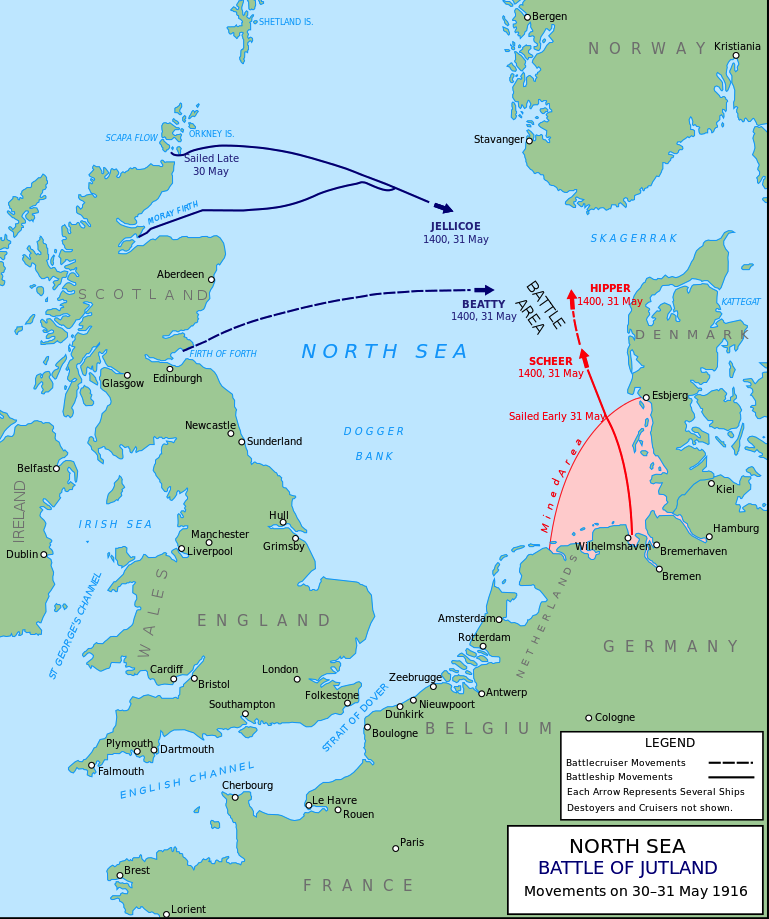 SHETLAND IS.
Bergen
NORWAY
Kristiania
SCAPA FLOW
ORKNEY IS.
Stavanger
Sailed Late
30 May
MORAY FIRTH
JELLICOE
1400, 31 May
SKAGERRAK
Aberdeen
SCOTLAND
BEATTY
1400, 31 May
BATTLE
AREA
HIPPER
1400, 31 May
KATTEGAT
DENMARK
FIRTH OF FORTH
NORTH SEA
SCHEER
1400, 31 May
Glasgow
Edinburgh
Esbjerg
Sailed Early 31 May
Newcastle
Sunderland
DOGGER
BANK
Mined Area
Belfast
IRELAND
Kiel
IRISH SEA
Hull
Manchester
Liverpool
Grimsby
Hamburg
Wilhelmshaven
Bremerhaven
Dublin
Bremen
ST GEORGE'S CHANNEL
WALES
ENGLAND
NETHERLANDS
Amsterdam
Rotterdam
GERMANY
Cardiff
Bristol
London
Zeebrugge
Folkestone
Antwerp
Southampton
STRAIT OF DOVER
Nieuwpoort
Dunkirk
Cologne
Boulogne
BELGIUM
Plymouth
Dartmouth
Falmouth
ENGLISH CHANNEL
Cherbourg
Le Havre
Rouen
Paris
Brest
FRANCE
Lorient
LEGEND
Battlecruiser Movements
Battleship Movements
Each Arrow Represents Several Ships
Destoyers and Cruisers not shown.
NORTH SEA
BATTLE OF JUTLAND
Movements on 30–31 May 1916